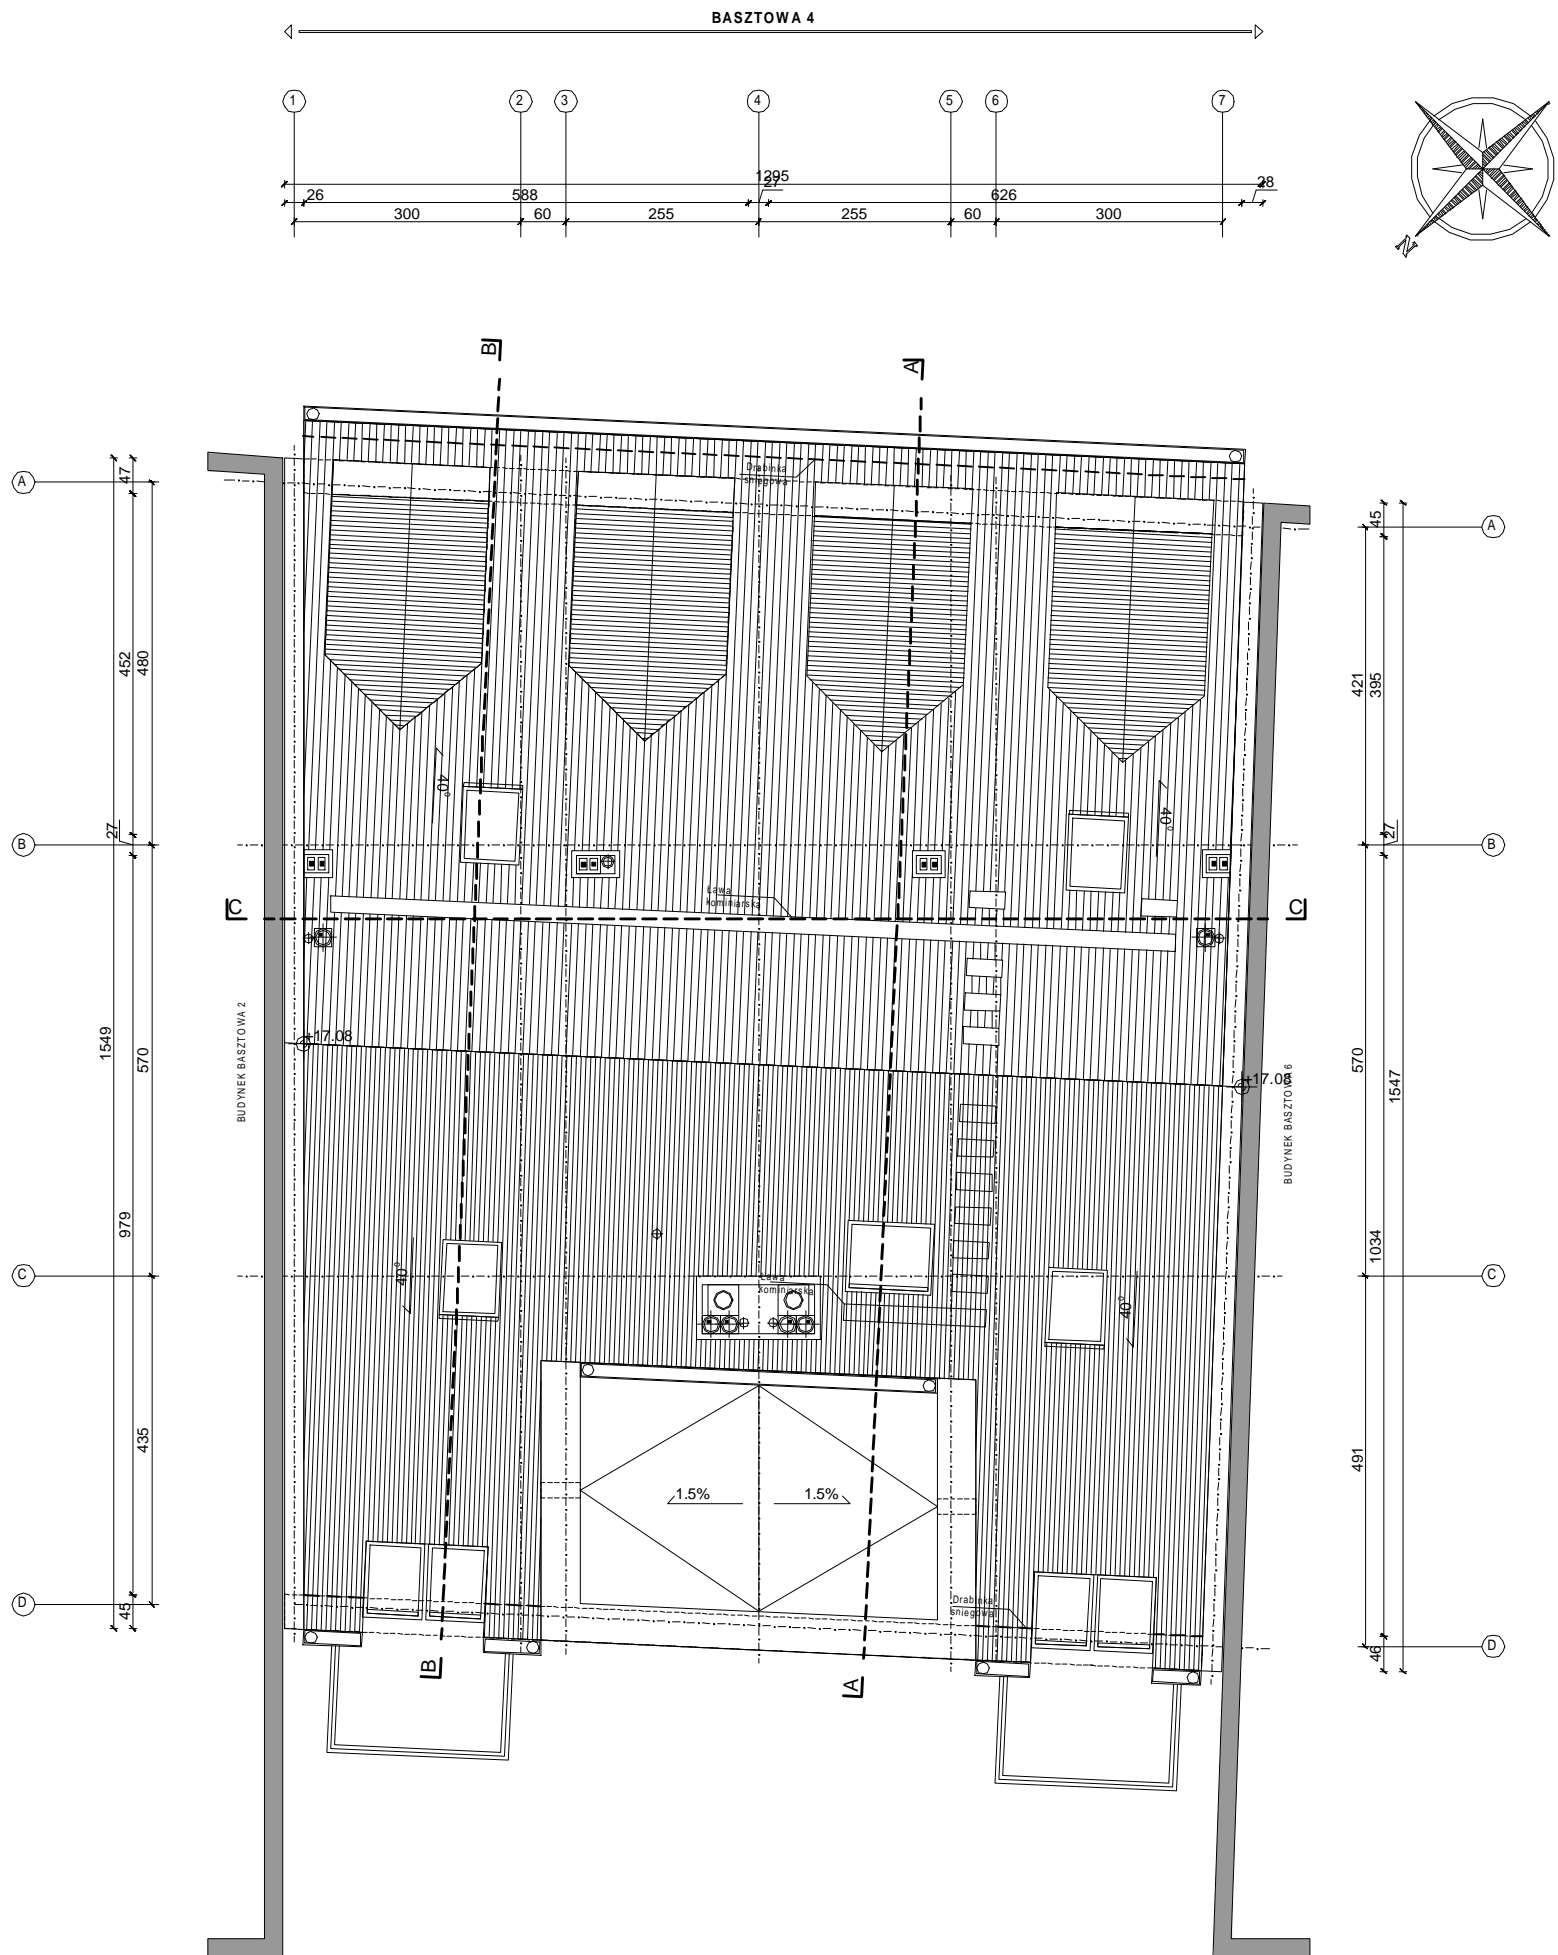 BASZTOWA 4
1 2 3 4 5 6 7
1295
26 588 27 626 28
300 60 255 255 60 300
N
B
A
Drabinka
śniegowa
A
47
45
A
452
480
421
395
40°
40°
27
B
27
B
Ława
kominiarska
C
C
BUDYNEK BASZTOWA 2
+17.08
1549
570
570
+17.08
1547
BUDYNEK BASZTOWA 6
979
1034
C
40°
Ława
kominiarska
40°
C
435
491
1.5%
1.5%
D
45
Drabinka
śniegowa
46
D
B
A